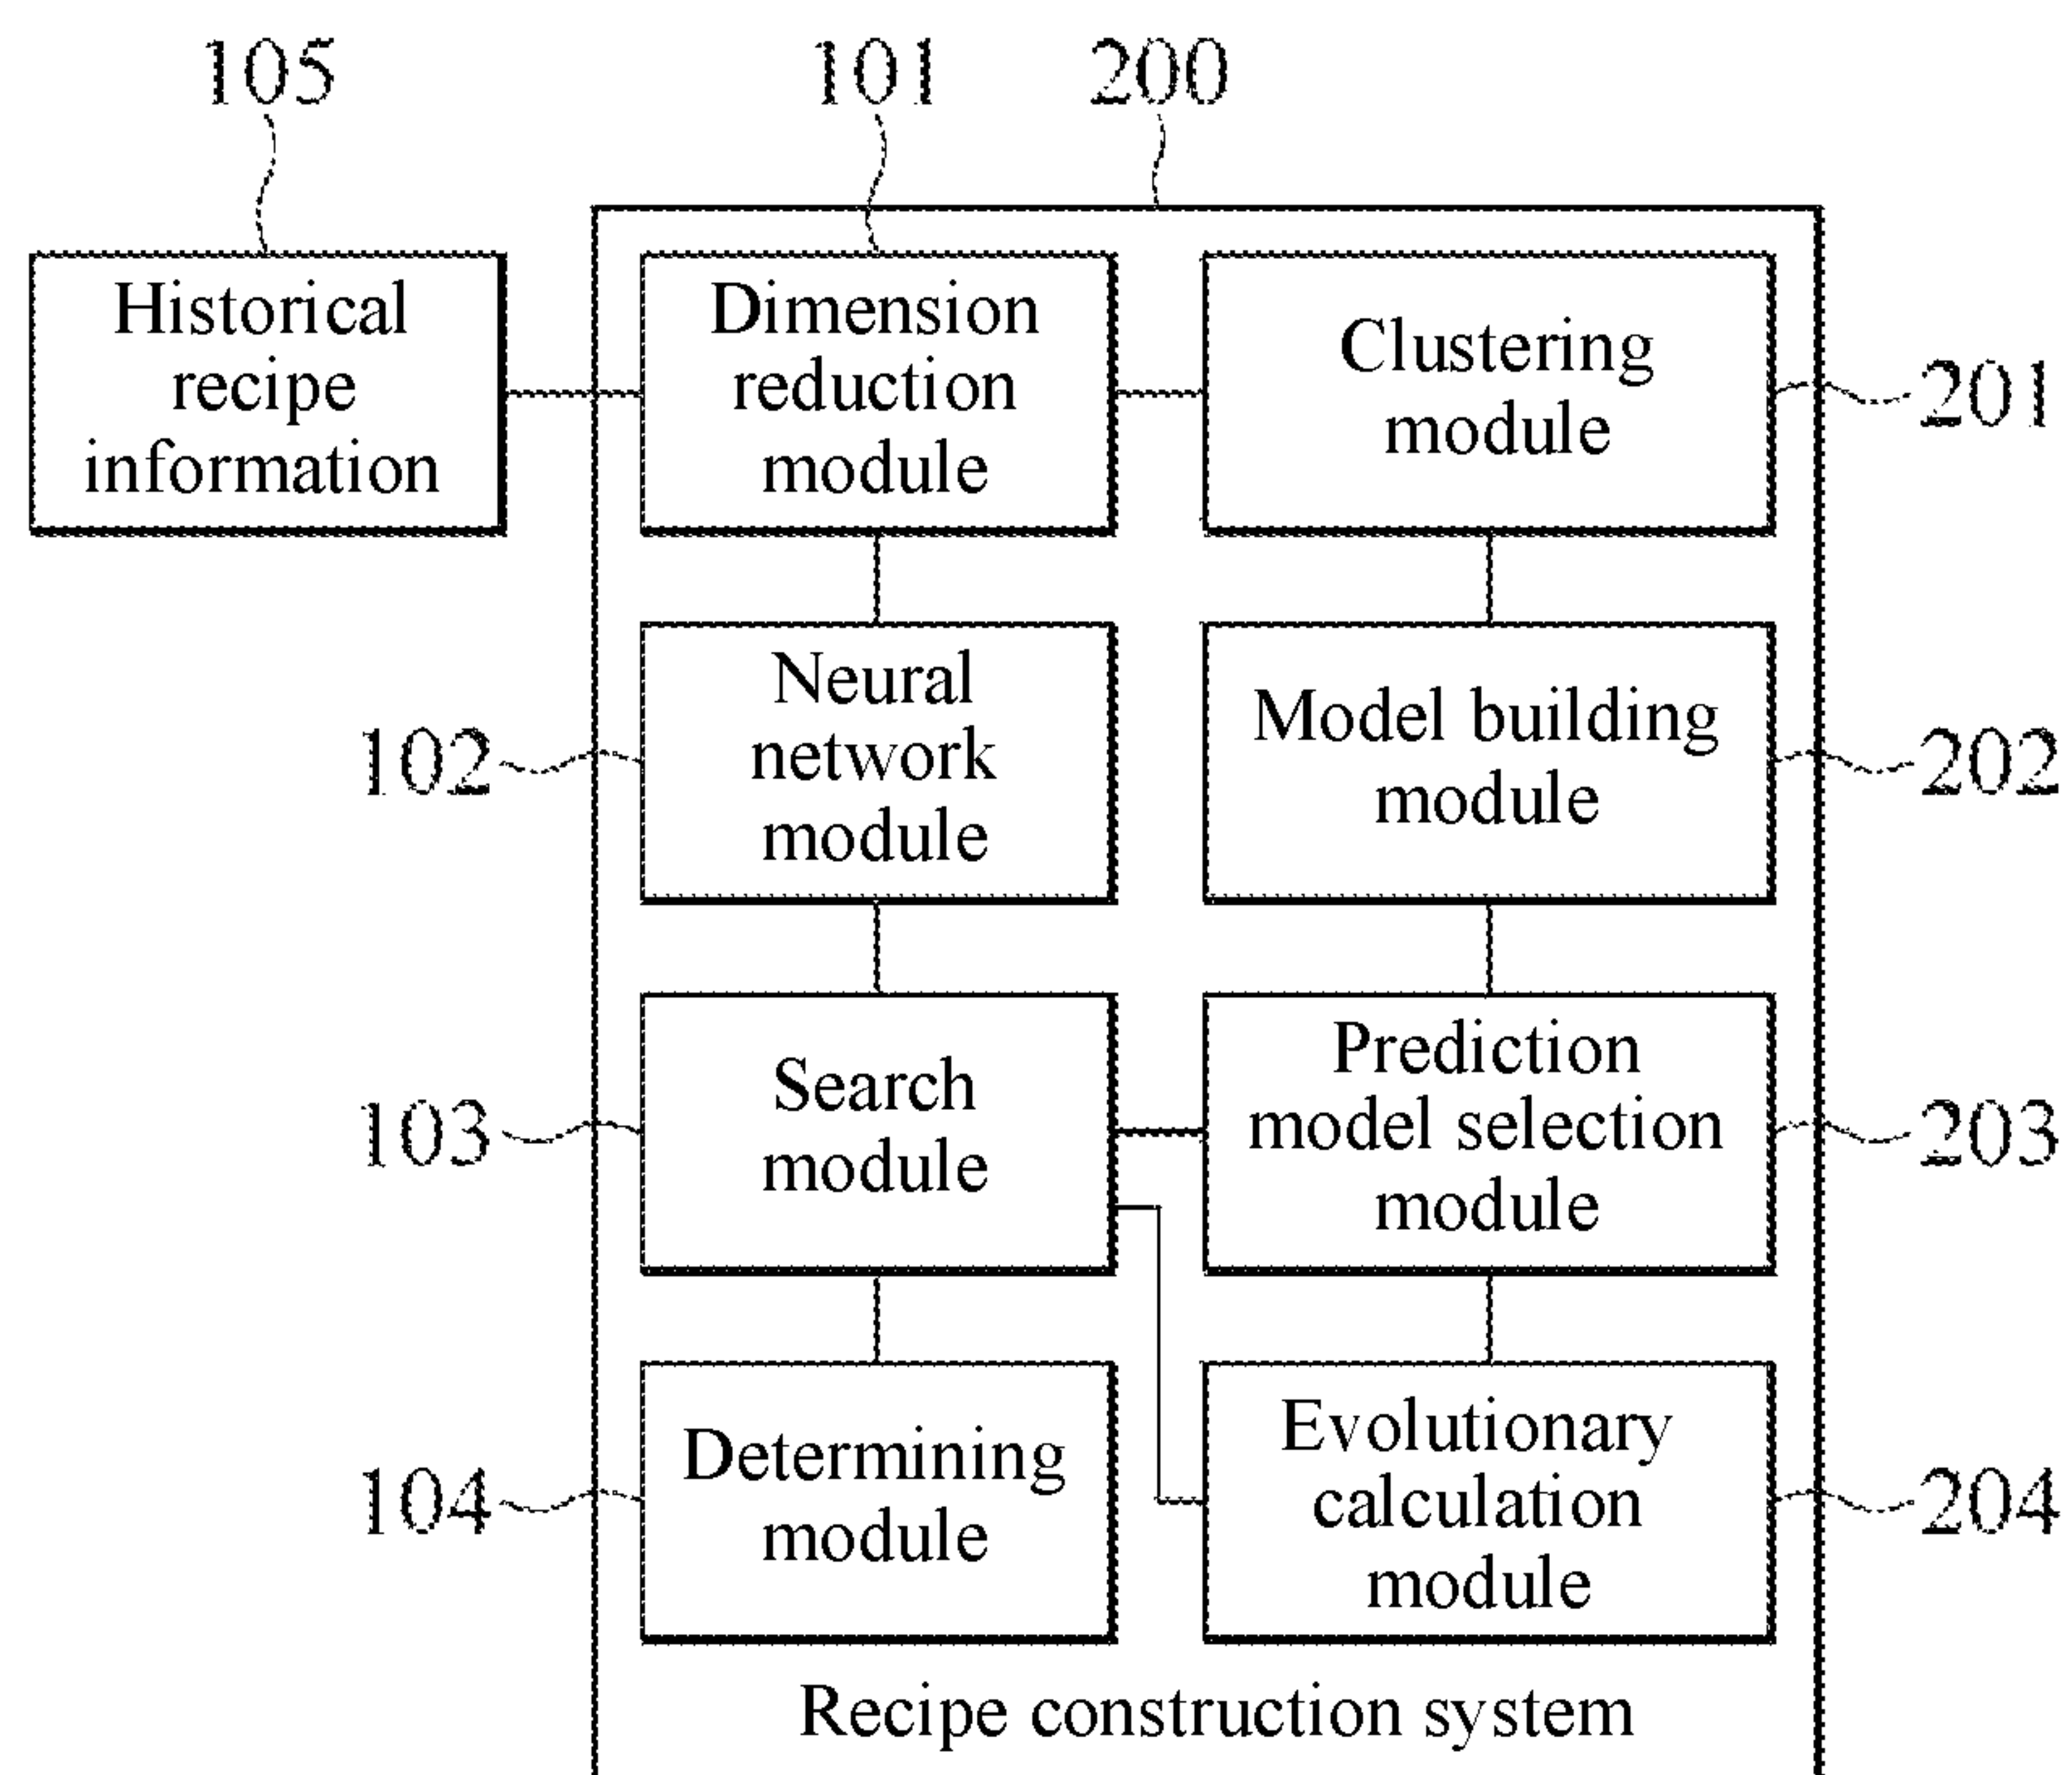 105
101
200
Historical
recipe
information
Dimension
reduction
module
Clustering
module
201
102
Neural
network
module
Model building
module
202
103
Search
module
Prediction
model selection
module
203
104
Determining
module
Evolutionary
calculation
module
204
Recipe construction system